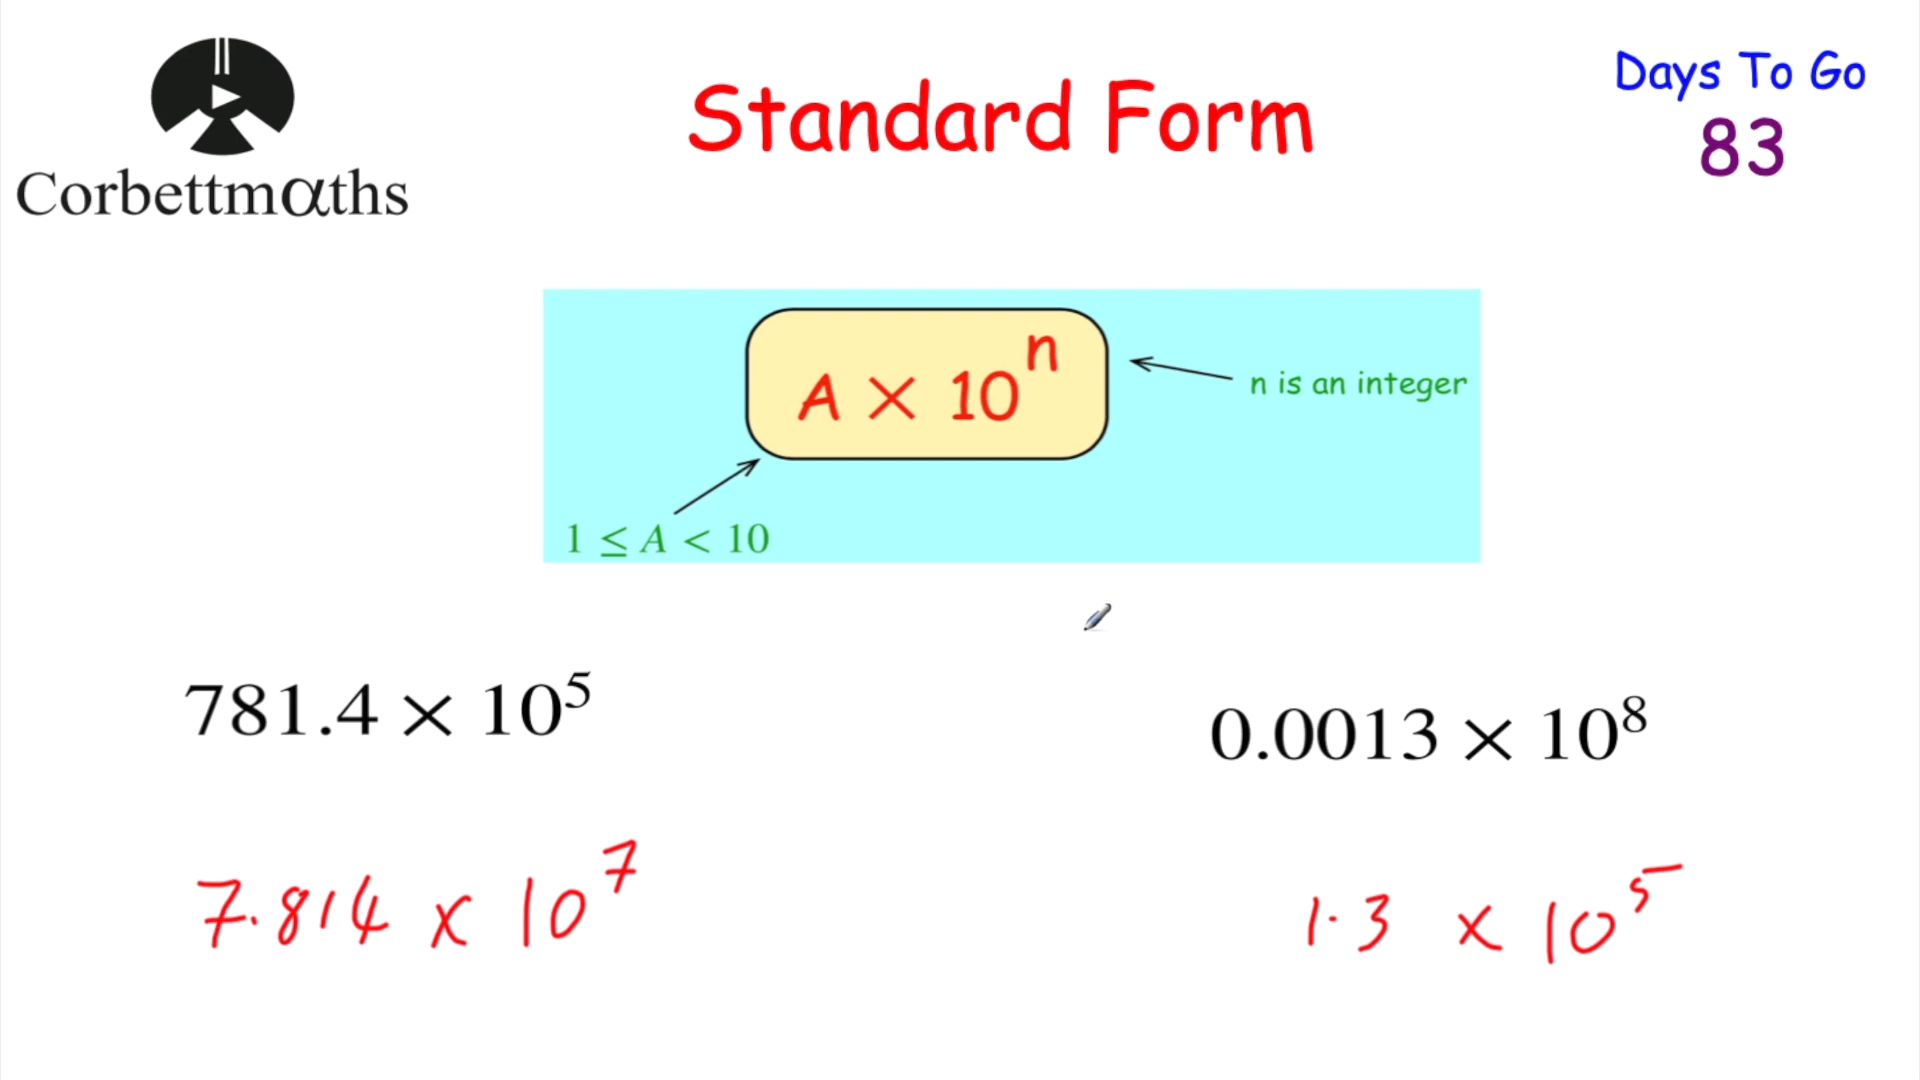 Corbettmαths
Standard Form
Days To Go
83
A × 10ⁿ
n is an integer
1 ≤ A < 10
781.4 × 10⁵
0.0013 × 10⁸
7.814 × 10⁷
1.3 × 10⁵